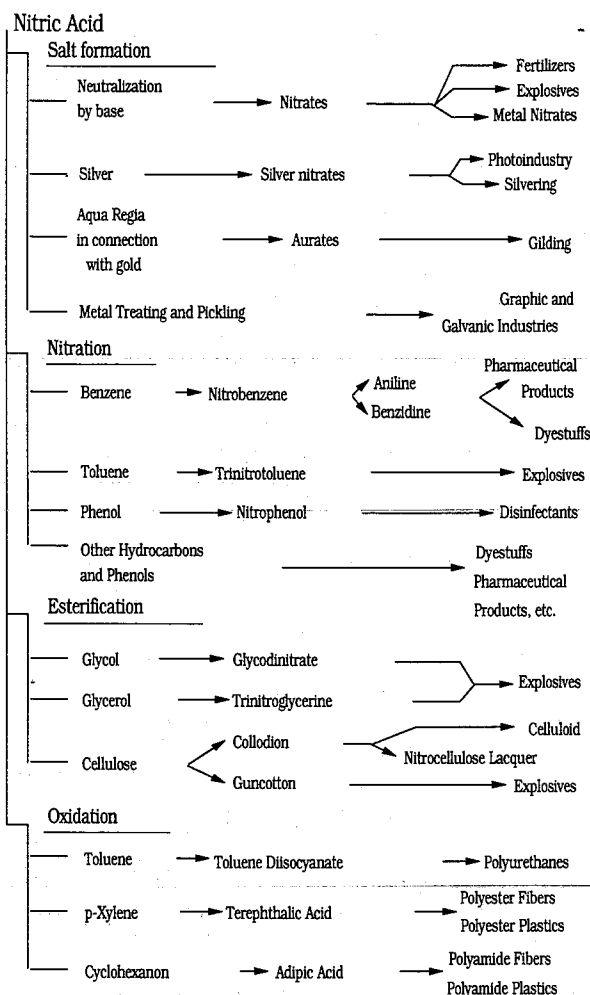 Nitric Acid
Salt formation
Neutralization
by base
Nitrates
Fertilizers
Explosives
Metal Nitrates
Silver
Silver nitrates
Photoindustry
Silvering
Aqua Regia
in connection
with gold
Aurates
Gilding
Metal Treating and Pickling
Graphic and
Galvanic Industries
Nitration
Benzene
Nitrobenzene
Aniline
Benzidine
Pharmaceutical
Products
Dyestuffs
Toluene
Trinitrotoluene
Explosives
Phenol
Nitrophenol
Disinfectants
Other Hydrocarbons
and Phenols
Dyestuffs
Pharmaceutical
Products, etc.
Esterification
Glycol
Glycodinitrate
Glycerol
Trinitroglycerine
Explosives
Cellulose
Collodion
Celluloid
Nitrocellulose Lacquer
Guncotton
Explosives
Oxidation
Toluene
Toluene Diisocyanate
Polyurethanes
p-Xylene
Terephthalic Acid
Polyester Fibers
Polyester Plastics
Cyclohexanon
Adipic Acid
Polyamide Fibers
Polyamide Plastics